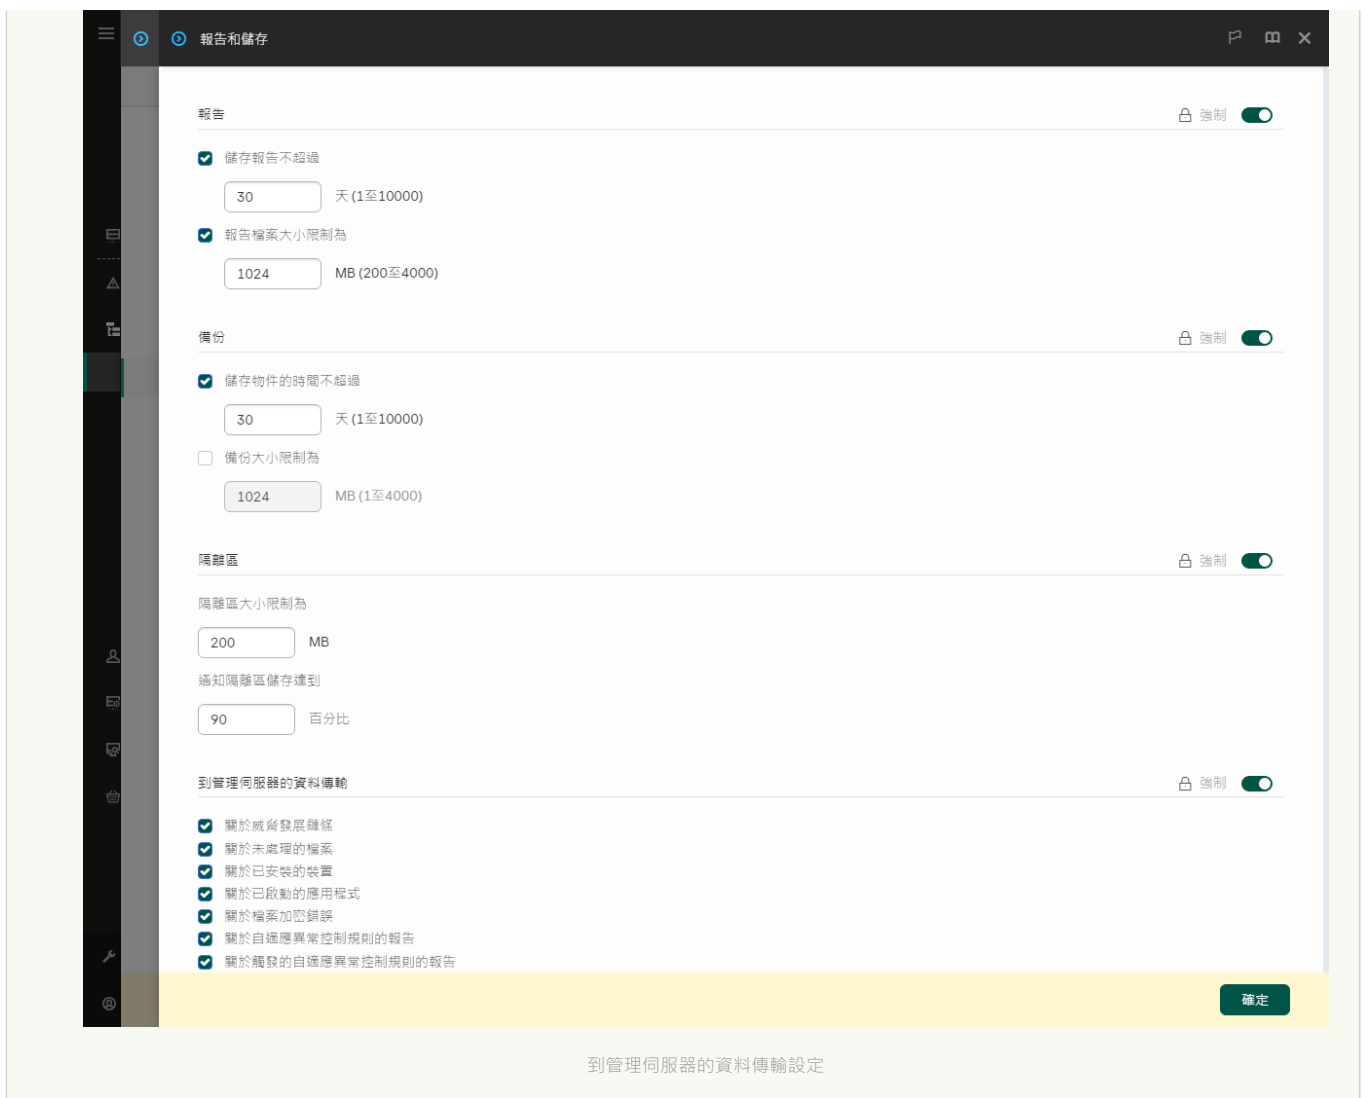 報告和儲存
報告
強制
儲存報告不超過
30 天 (1至10000)
報告檔案大小限制為
1024 MB (200至4000)
備份
強制
儲存物件的時間不超過
30 天 (1至10000)
備份大小限制為
1024 MB (1至4000)
隔離區
強制
隔離區大小限制為
200 MB
通知隔離區儲存達到
90 百分比
到管理伺服器的資料傳輸
強制
關於威脅發展鏈條
關於未處理的檔案
關於已安裝的裝置
關於已啟動的應用程式
關於檔案加密錯誤
關於自適應異常控制規則的報告
關於觸發的自適應異常控制規則的報告
確定
到管理伺服器的資料傳輸設定